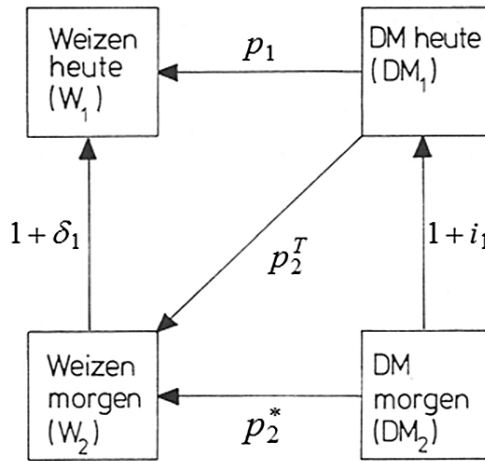 Weizen
heute
(W₁)
p₁
DM heute
(DM₁)
1 + δ₁
p₂ᵀ
1 + i₁
Weizen
morgen
(W₂)
p₂*
DM
morgen
(DM₂)